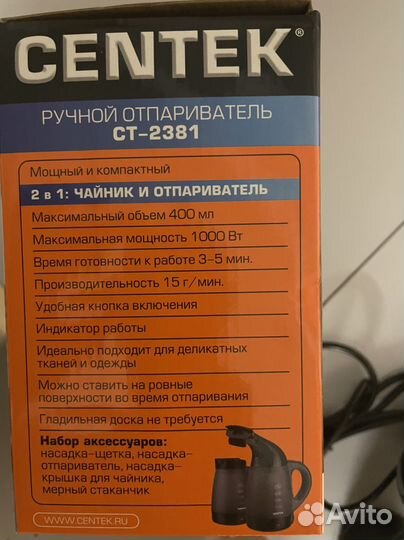 CENTEK®
РУЧНОЙ ОТПАРИВАТЕЛЬ
CT-2381
Мощный и компактный
2 в 1: ЧАЙНИК И ОТПАРИВАТЕЛЬ
Максимальный объем 400 мл
Максимальная мощность 1000 Вт
Время готовности к работе 3-5 мин.
Производительность 15 г/мин.
Удобная кнопка включения
Индикатор работы
Идеально подходит для деликатных
тканей и одежды
Можно ставить на ровные
поверхности во время отпаривания
Гладильная доска не требуется
Набор аксессуаров:
насадка-щетка, насадка-
отпариватель, насадка-
крышка для чайника,
мерный стаканчик
WWW.CENTEK.RU
Avito